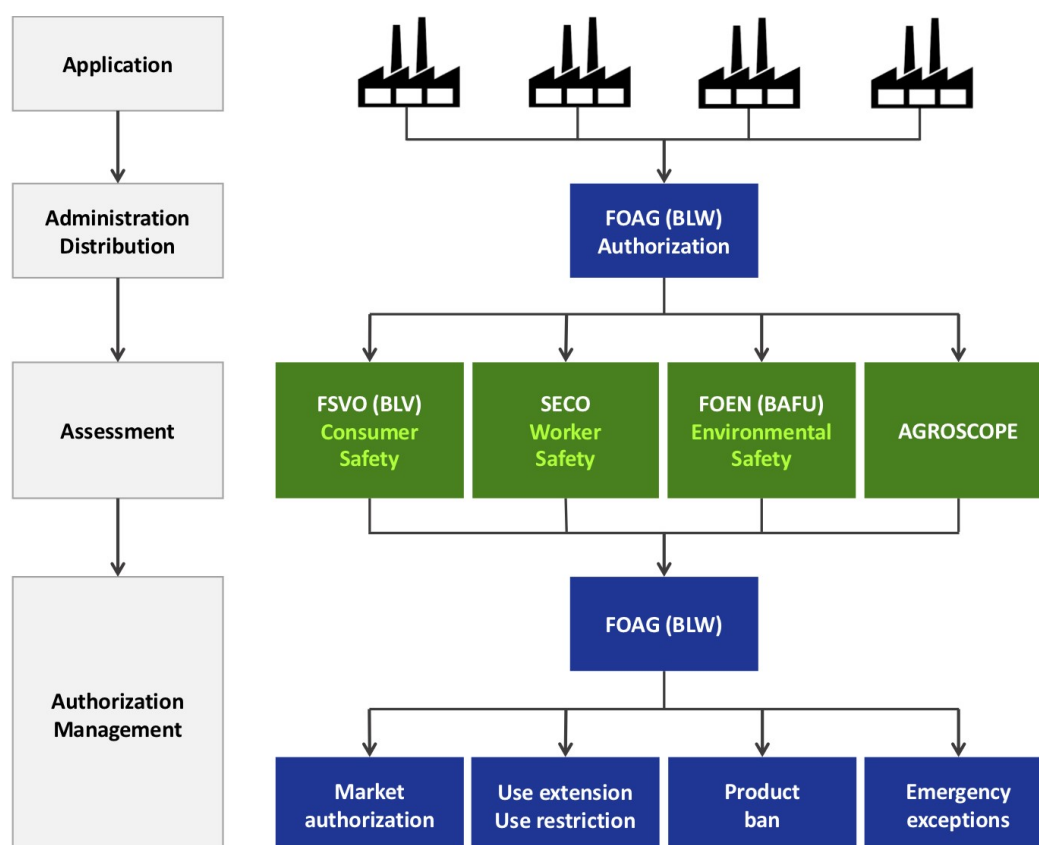 Application
Administration
Distribution
FOAG (BLW)
Authorization
Assessment
FSVO (BLV)
Consumer
Safety
SECO
Worker
Safety
FOEN (BAFU)
Environmental
Safety
AGROSCOPE
Authorization
Management
FOAG (BLW)
Market
authorization
Use extension
Use restriction
Product
ban
Emergency
exceptions